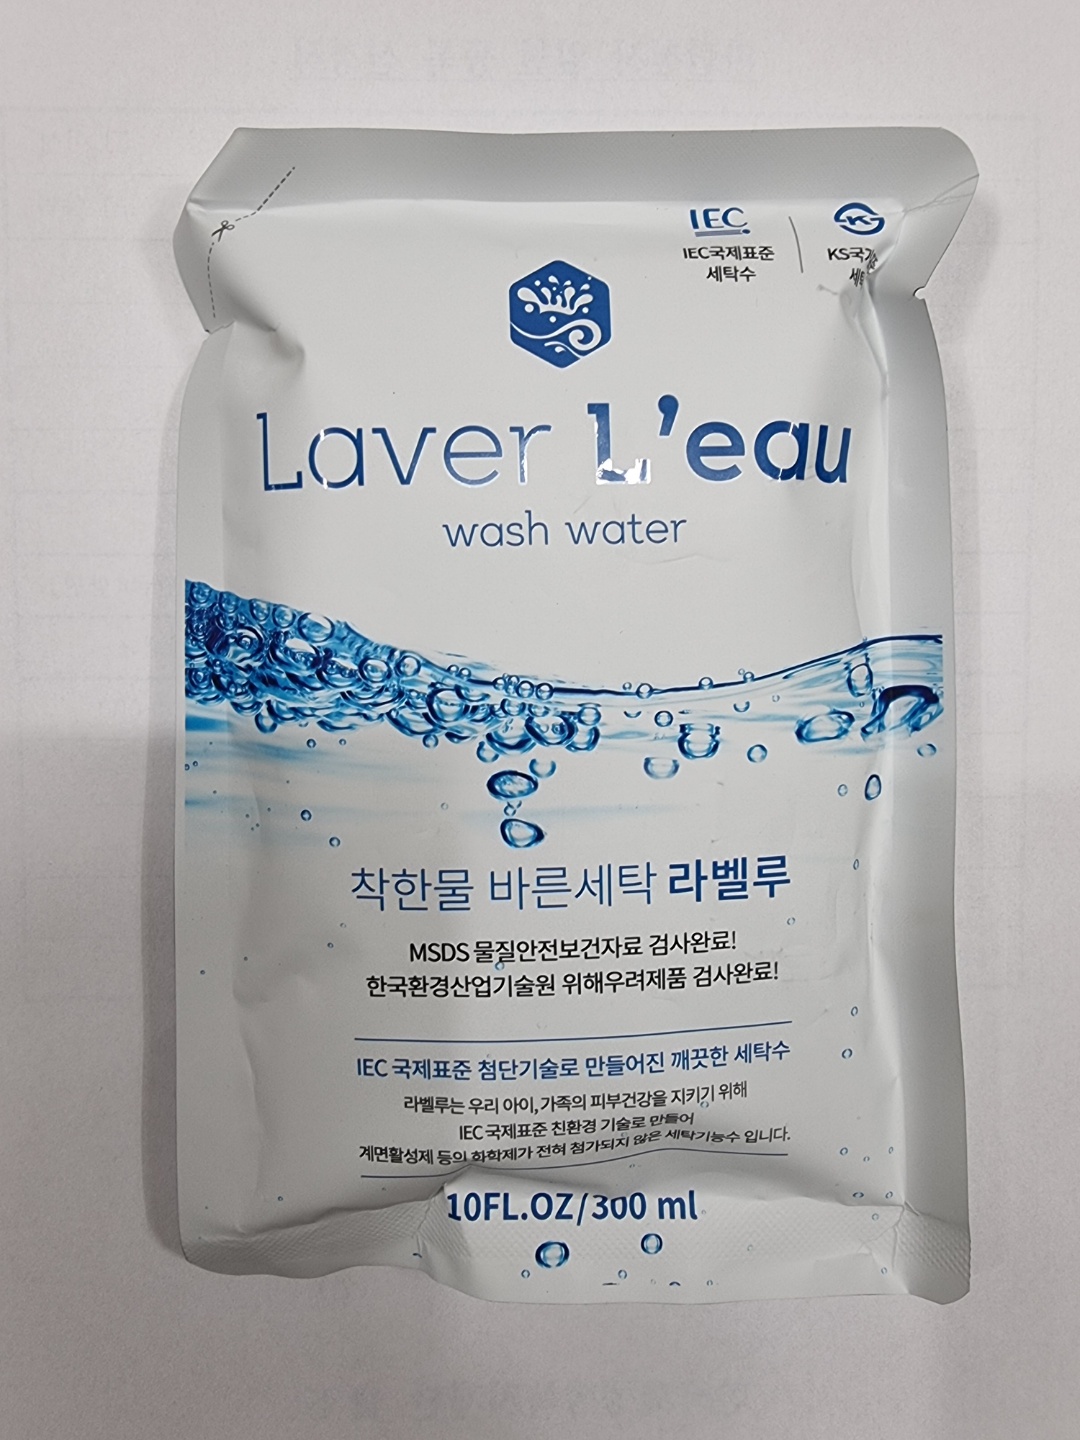 IEC
IEC국제표준
세탁수
K
KS국
세
Laver L'eau
wash water
착한물 바른세탁 라벨루
MSDS 물질안전보건자료 검사완료!
한국환경산업기술원 위해우려제품 검사완료!
IEC 국제표준 첨단기술로 만들어진 깨끗한 세탁수
라벨루는 우리 아이, 가족의 피부건강을 지키기 위해
IEC 국제표준 친환경 기술로 만들어
계면활성제 등의 화학제가 전혀 첨가되지 않은 세탁기능수 입니다.
10FL.OZ/300 ml